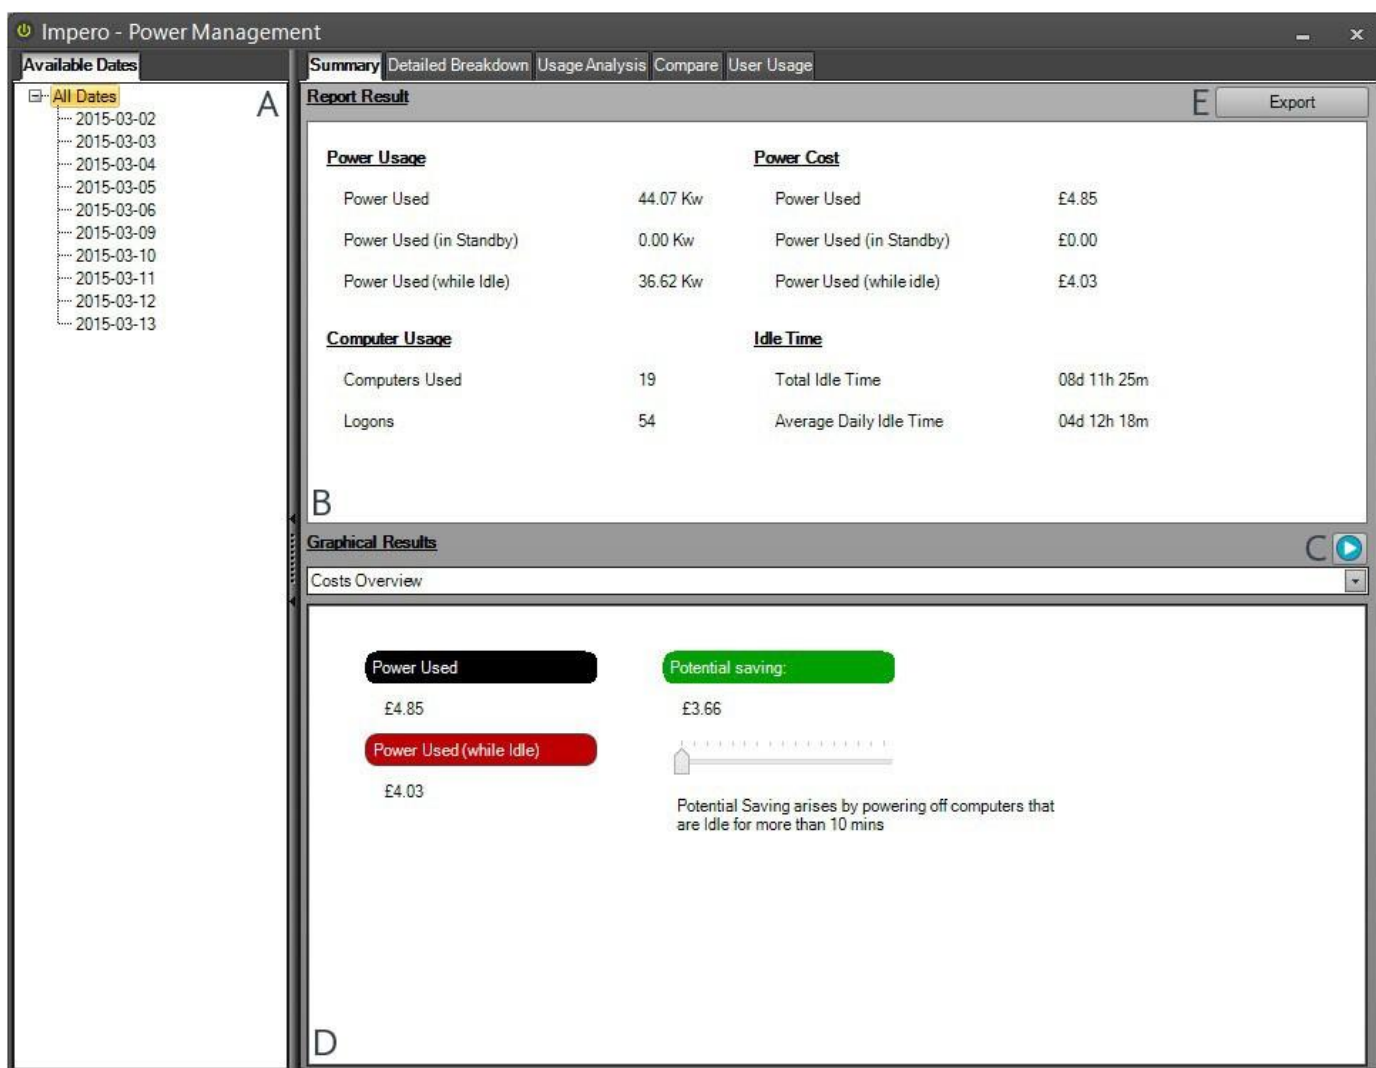 Impero - Power Management
Available Dates
A
All Dates
2015-03-02
2015-03-03
2015-03-04
2015-03-05
2015-03-06
2015-03-09
2015-03-10
2015-03-11
2015-03-12
2015-03-13
Summary Detailed Breakdown Usage Analysis Compare User Usage
Report Result E Export
Power Usage Power Cost
Power Used 44.07 Kw Power Used £4.85
Power Used (in Standby) 0.00 Kw Power Used (in Standby) £0.00
Power Used (while Idle) 36.62 Kw Power Used (while idle) £4.03
Computer Usage Idle Time
Computers Used 19 Total Idle Time 08d 11h 25m
Logons 54 Average Daily Idle Time 04d 12h 18m
B
Graphical Results C
Costs Overview
Power Used Potential saving:
£4.85 £3.66
Power Used (while Idle)
£4.03
Potential Saving arises by powering off computers that
are Idle for more than 10 mins
D